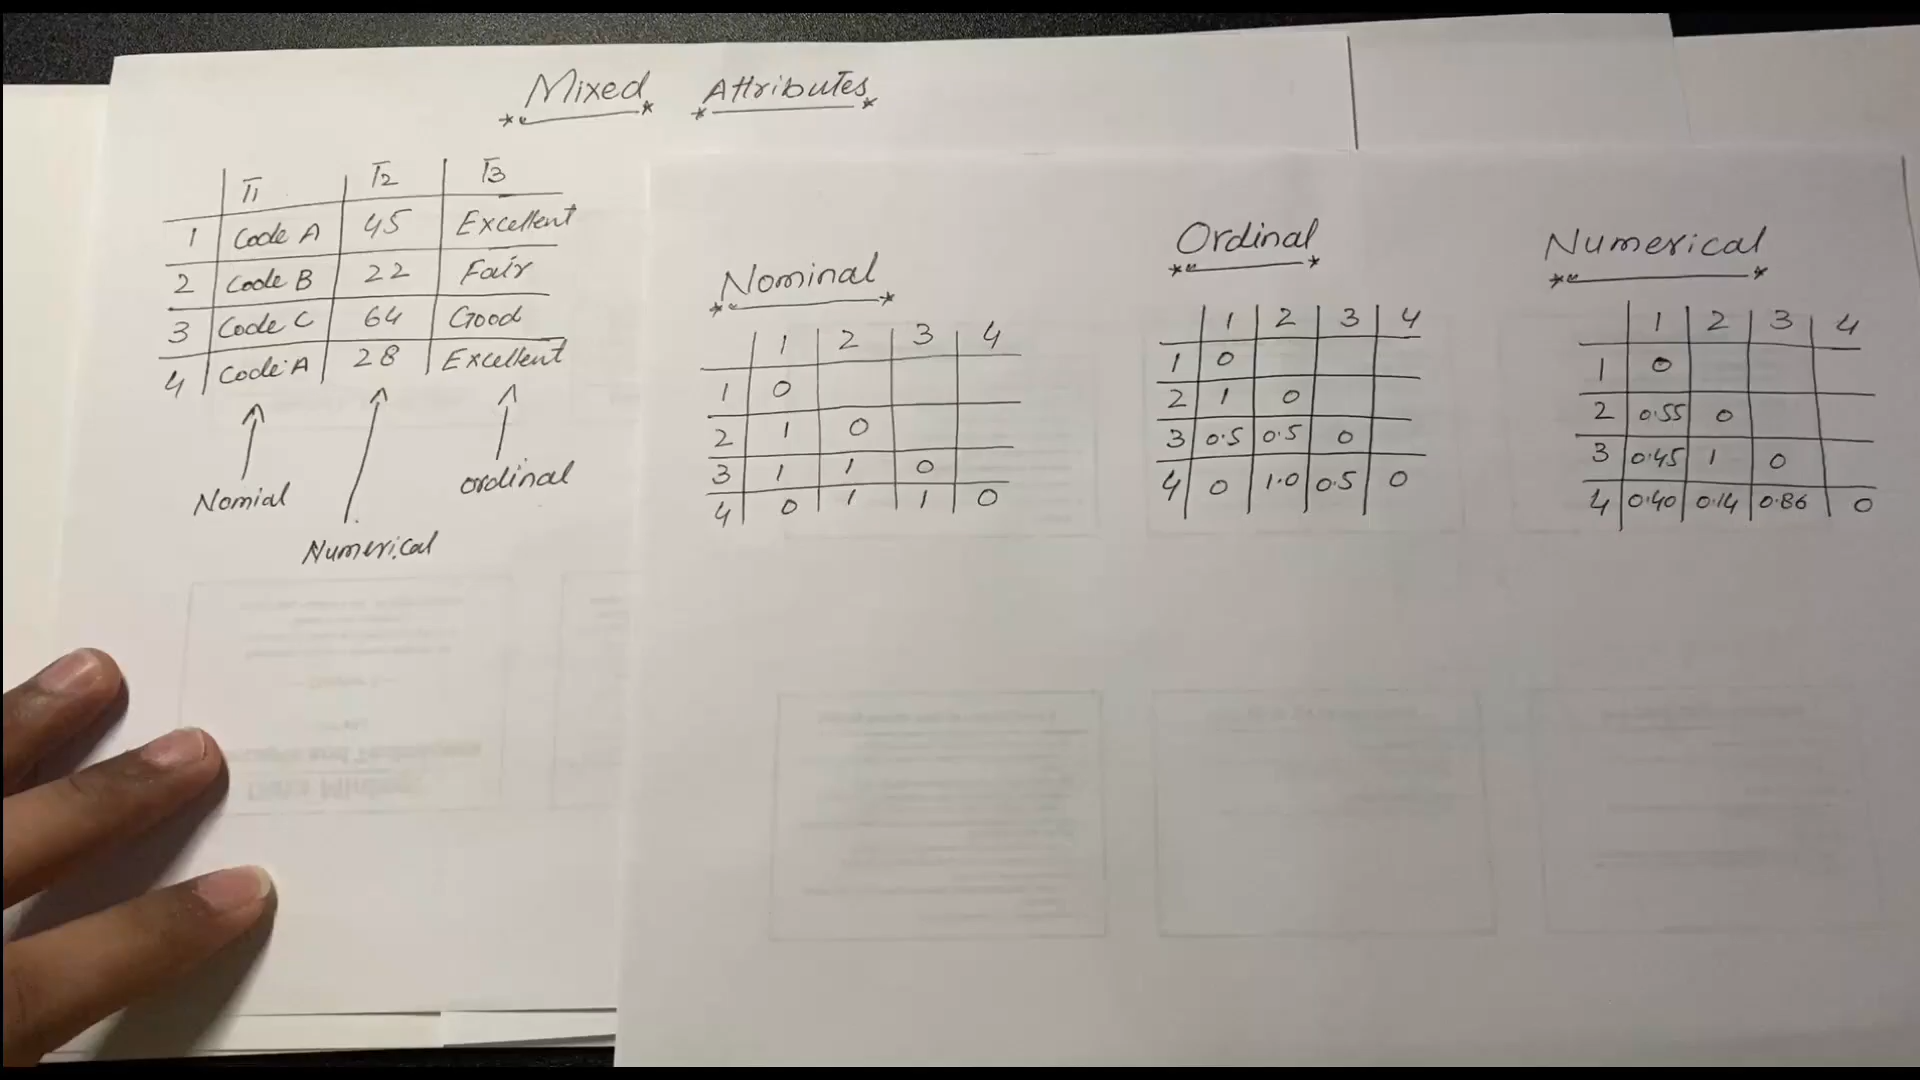 Mixed Attributes
T1 T2 T3
1 Code A 45 Excellent
2 Code B 22 Fair
3 Code C 64 Good
4 Code A 28 Excellent
Nomial
Numerical
ordinal
Nominal
1 2 3 4
1 0
2 1 0
3 1 1 0
4 0 1 1 0
Ordinal
1 2 3 4
1 0
2 1 0
3 0.5 0.5 0
4 0 1.0 0.5 0
Numerical
1 2 3 4
1 0
2 0.55 0
3 0.45 1 0
4 0.40 0.14 0.86 0